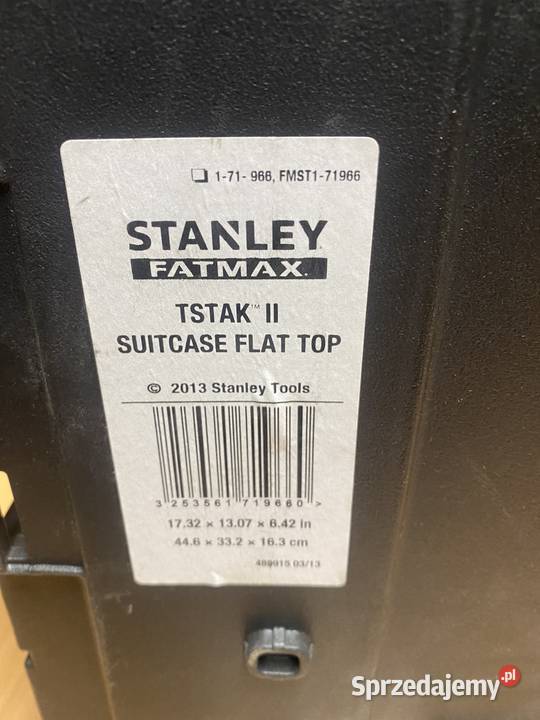 ❏ 1-71- 966, FMST1-71966
STANLEY
FATMAX
TSTAK™ II
SUITCASE FLAT TOP
© 2013 Stanley Tools
3 253561 719660 >
17.32 × 13.07 × 6.42 in
44.6 × 33.2 × 16.3 cm
489915 03/13
Sprzedajemy.pl